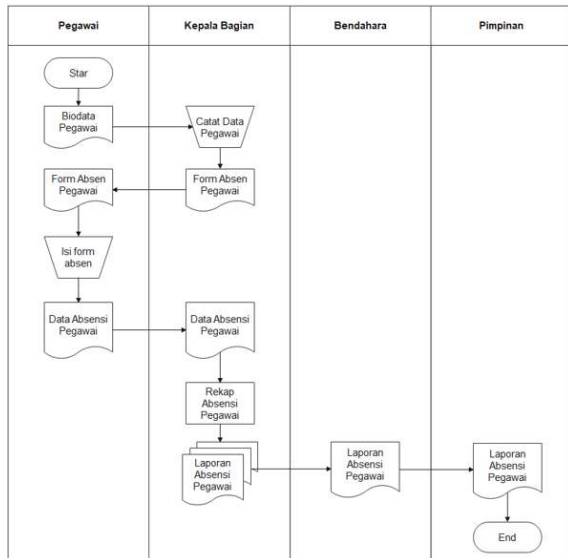 Pegawai
Kepala Bagian
Bendahara
Pimpinan
Star
Biodata
Pegawai
Catat Data
Pegawai
Form Absen
Pegawai
Form Absen
Pegawai
Isi form
absen
Data Absensi
Pegawai
Data Absensi
Pegawai
Rekap
Absensi
Pegawai
Laporan
Absensi
Pegawai
Laporan
Absensi
Pegawai
Laporan
Absensi
Pegawai
End